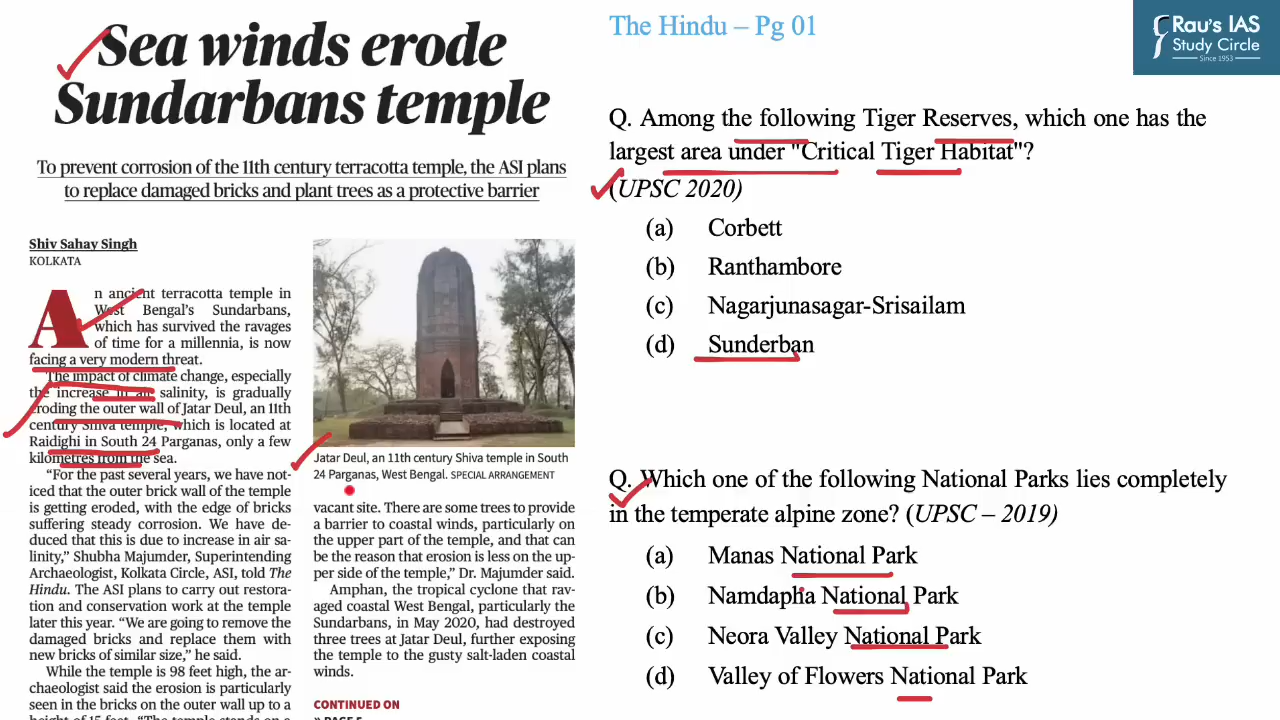 Sea winds erode
Sundarbans temple
To prevent corrosion of the 11th century terracotta temple, the ASI plans
to replace damaged bricks and plant trees as a protective barrier
Shiv Sahay Singh
KOLKATA
An ancient terracotta temple in
West Bengal's Sundarbans,
which has survived the ravages
of time for a millennia, is now
facing a very modern threat.
The impact of climate change, especially
the increase in air salinity, is gradually
eroding the outer wall of Jatar Deul, an 11th
century Shiva temple, which is located at
Raidighi in South 24 Parganas, only a few
kilometres from the sea.
“For the past several years, we have not-
iced that the outer brick wall of the temple
is getting eroded, with the edge of bricks
suffering steady corrosion. We have de-
duced that this is due to increase in air sa-
linity,” Shubha Majumder, Superintending
Archaeologist, Kolkata Circle, ASI, told The
Hindu. The ASI plans to carry out restora-
tion and conservation work at the temple
later this year. “We are going to remove the
damaged bricks and replace them with
new bricks of similar size,” he said.
While the temple is 98 feet high, the ar-
chaeologist said the erosion is particularly
seen in the bricks on the outer wall up to a
height of 15 feet. “The temple stands on a
Jatar Deul, an 11th century Shiva temple in South
24 Parganas, West Bengal. SPECIAL ARRANGEMENT
vacant site. There are some trees to provide
a barrier to coastal winds, particularly on
the upper part of the temple, and that can
be the reason that erosion is less on the up-
per side of the temple,” Dr. Majumder said.
Amphan, the tropical cyclone that rav-
aged coastal West Bengal, particularly the
Sundarbans, in May 2020, had destroyed
three trees at Jatar Deul, further exposing
the temple to the gusty salt-laden coastal
winds.
CONTINUED ON
» PAGE 5
The Hindu – Pg 01
Rau's IAS
Study Circle
Since 1953
Q. Among the following Tiger Reserves, which one has the
largest area under "Critical Tiger Habitat"?
(UPSC 2020)
(a) Corbett
(b) Ranthambore
(c) Nagarjunasagar-Srisailam
(d) Sunderban
Q. Which one of the following National Parks lies completely
in the temperate alpine zone? (UPSC – 2019)
(a) Manas National Park
(b) Namdapha National Park
(c) Neora Valley National Park
(d) Valley of Flowers National Park